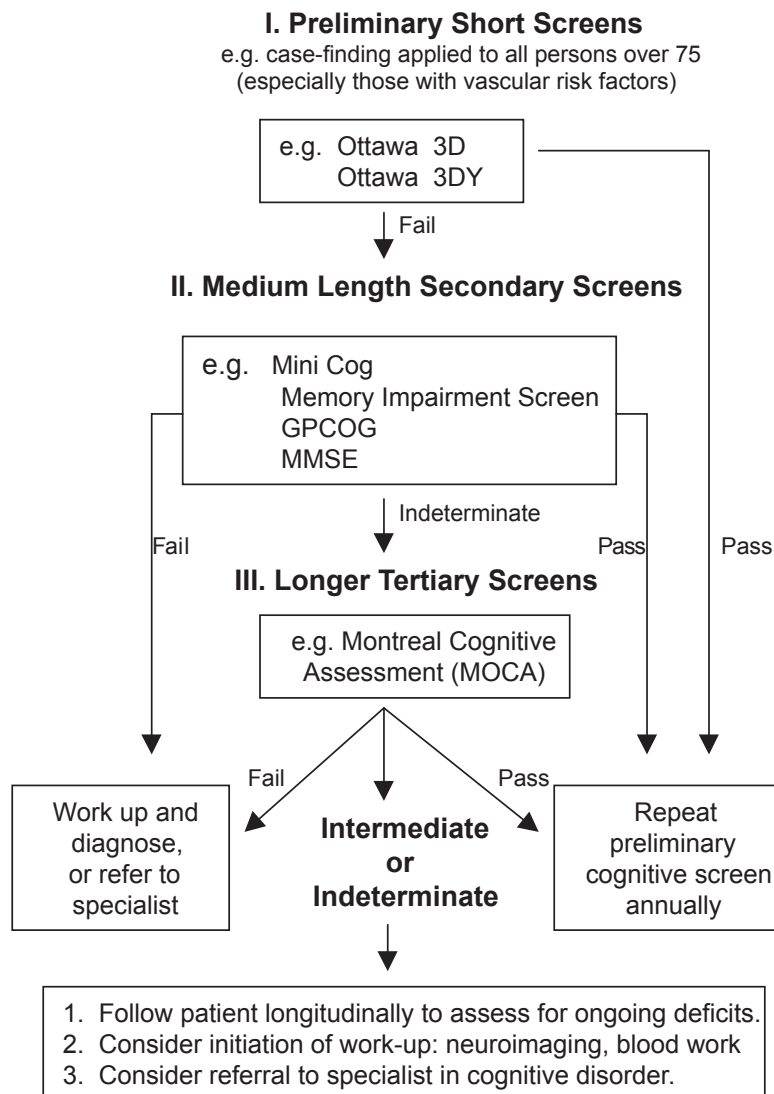 I. Preliminary Short Screens
e.g. case-finding applied to all persons over 75
(especially those with vascular risk factors)
e.g. Ottawa 3D
Ottawa 3DY
Fail
II. Medium Length Secondary Screens
e.g. Mini Cog
Memory Impairment Screen
GPCOG
MMSE
Indeterminate
Fail
Pass
Pass
III. Longer Tertiary Screens
e.g. Montreal Cognitive
Assessment (MOCA)
Fail
Pass
Work up and
diagnose,
or refer to
specialist
Intermediate
or
Indeterminate
Repeat
preliminary
cognitive screen
annually
1. Follow patient longitudinally to assess for ongoing deficits.
2. Consider initiation of work-up: neuroimaging, blood work
3. Consider referral to specialist in cognitive disorder.